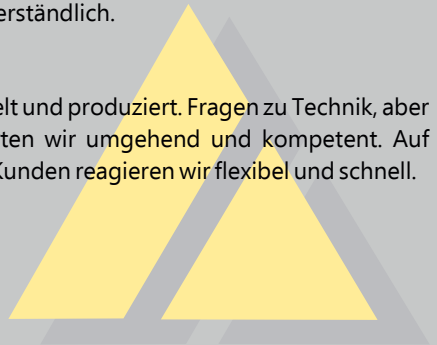 erständlich.
elt und produziert. Fragen zu Technik, aber
ten wir umgehend und kompetent. Auf
Kunden reagieren wir flexibel und schnell.